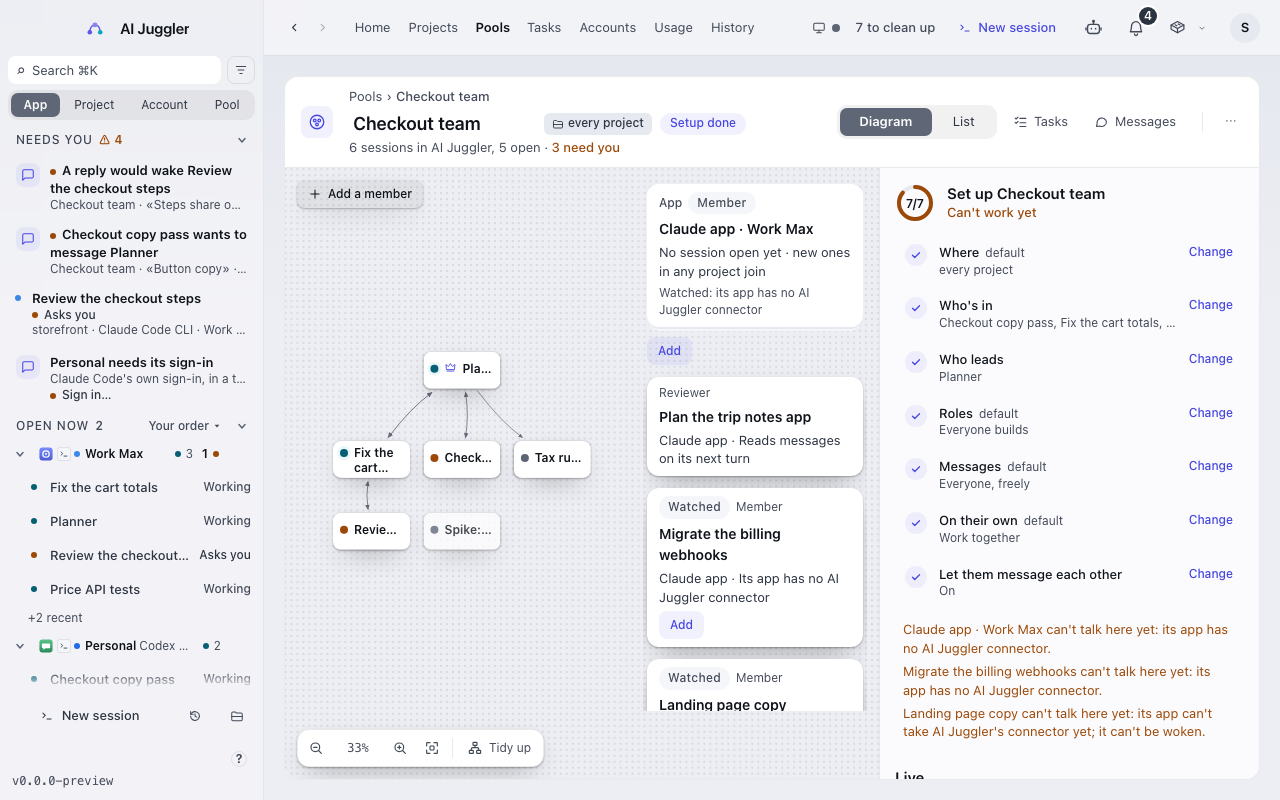 AI Juggler
Search ⌘K
App Project Account Pool
NEEDS YOU 4
A reply would wake Review
the checkout steps
Checkout team · «Steps share o…
Checkout copy pass wants to
message Planner
Checkout team · «Button copy» ·…
Review the checkout steps
Asks you
storefront · Claude Code CLI · Work …
Personal needs its sign-in
Claude Code's own sign-in, in a t…
Sign in…
OPEN NOW 2 Your order
Work Max 3 1
Fix the cart totals Working
Planner Working
Review the checkout… Asks you
Price API tests Working
+2 recent
Personal Codex … 2
Checkout copy pass Working
New session
?
v0.0.0-preview
Home Projects Pools Tasks Accounts Usage History
7 to clean up
New session
4
S
Pools › Checkout team
Checkout team
every project
Setup done
6 sessions in AI Juggler, 5 open · 3 need you
Diagram List
Tasks
Messages
Add a member
Pla…
Fix the
cart…
Check…
Tax ru…
Revie…
Spike:…
App Member
Claude app · Work Max
No session open yet · new ones
in any project join
Watched: its app has no AI
Juggler connector
Add
Reviewer
Plan the trip notes app
Claude app · Reads messages
on its next turn
Watched Member
Migrate the billing
webhooks
Claude app · Its app has no AI
Juggler connector
Add
Watched Member
Landing page copy
33%
Tidy up
7/7
Set up Checkout team
Can't work yet
Where default
every project
Change
Who's in
Checkout copy pass, Fix the cart totals, …
Change
Who leads
Planner
Change
Roles default
Everyone builds
Change
Messages default
Everyone, freely
Change
On their own default
Work together
Change
Let them message each other
On
Change
Claude app · Work Max can't talk here yet: its app has
no AI Juggler connector.
Migrate the billing webhooks can't talk here yet: its
app has no AI Juggler connector.
Landing page copy can't talk here yet: its app can't
take AI Juggler's connector yet; it can't be woken.
Live